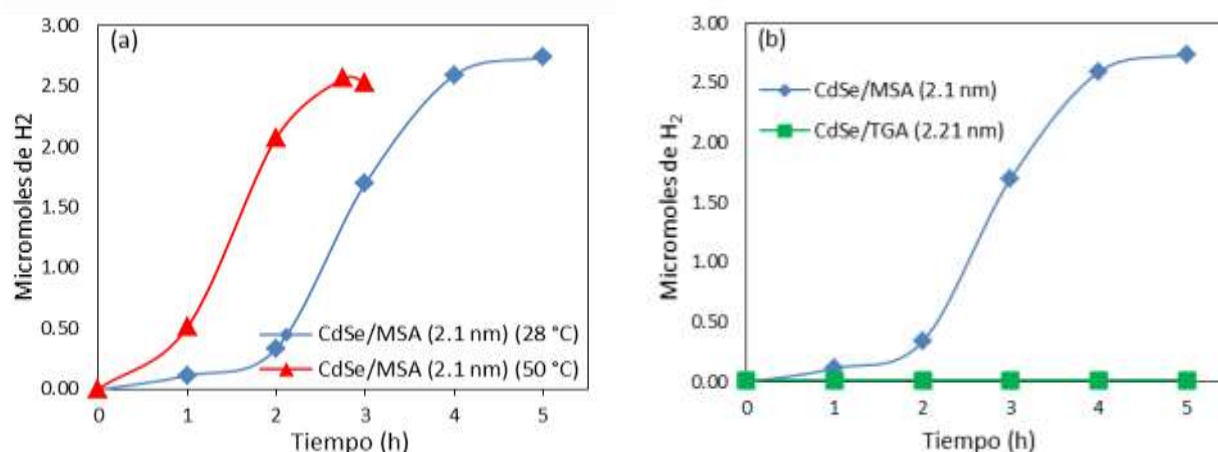 (a)
3.00
2.50
2.00
1.50
1.00
0.50
0.00
Micromoles de H2
CdSe/MSA (2.1 nm) (28 °C)
CdSe/MSA (2.1 nm) (50 °C)
0 1 2 3 4 5
Tiempo (h)
(b)
3.00
2.50
2.00
1.50
1.00
0.50
0.00
Micromoles de H₂
CdSe/MSA (2.1 nm)
CdSe/TGA (2.21 nm)
0 1 2 3 4 5
Tiempo (h)